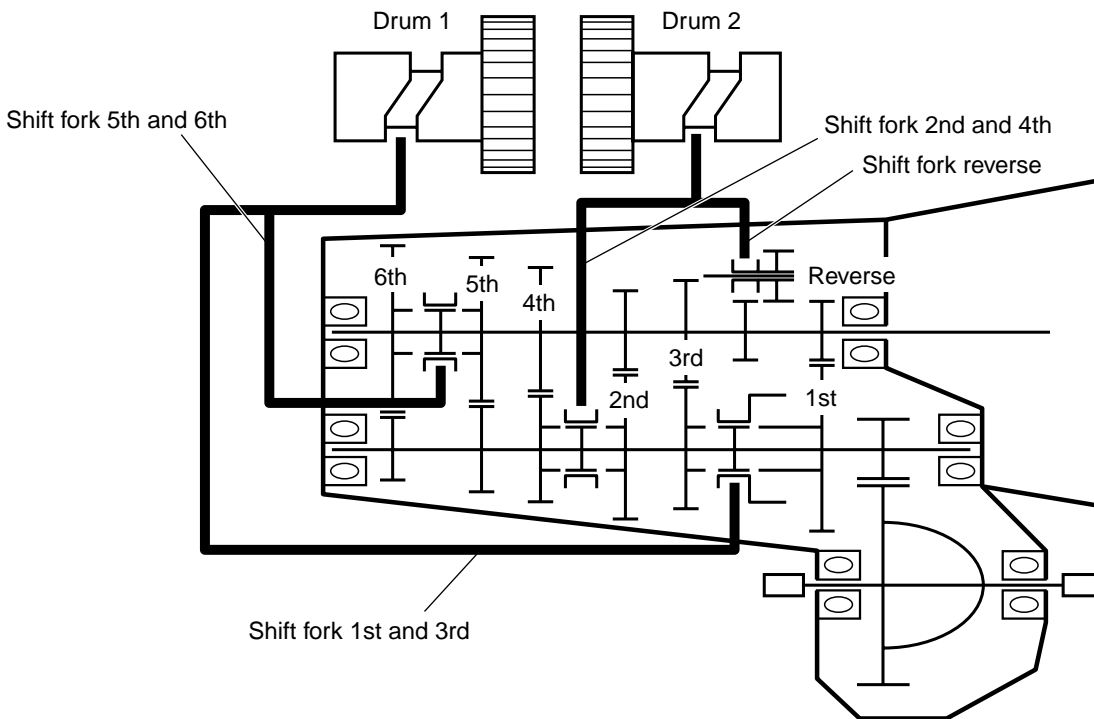 Drum 1
Drum 2
Shift fork 5th and 6th
Shift fork 2nd and 4th
Shift fork reverse
6th
5th
4th
Reverse
3rd
2nd
1st
Shift fork 1st and 3rd